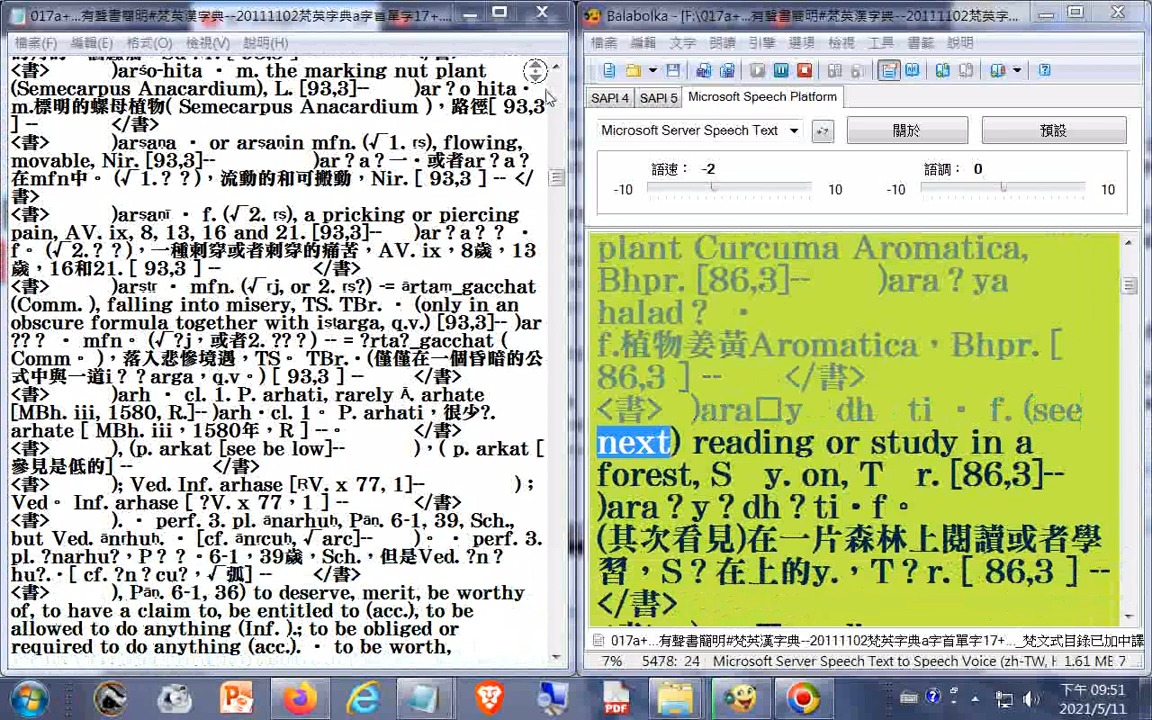 017a+...有聲書簡明#梵英漢字典--20111102梵英字典a字首單字17+...
檔案(F) 編輯(E) 格式(O) 檢視(V) 說明(H)
<書> )arśo-hita · m. the marking nut plant
(Semecarpus Anacardium), L. [93,3]-- )ar ? o hita ·
m.標明的螺母植物( Semecarpus Anacardium )，路徑[ 93,3
] -- </書>
<書> )arsaṇa · or arsaṇin mfn. (√ 1. ṛs), flowing,
movable, Nir. [93,3]-- )ar ? a ? 一·或者ar ? a ?
在mfn中。(√ 1. ? ? )，流動的和可搬動，Nir. [ 93,3 ] -- </
書>
<書> )arsaṇī · f. (√ 2. ṛs), a pricking or piercing
pain, AV. ix, 8, 13, 16 and 21. [93,3]-- )ar ? a ? ? ·
f。(√ 2. ? ? )，一種刺穿或者刺穿的痛苦，AV. ix，8歲，13
歲，16和21. [ 93,3 ] -- </書>
<書> )arstṛ · mfn. (√ ṛj, or 2. ṛs?) -= ārtam_gacchat
(Comm. ), falling into misery, TS. TBr. · (only in an
obscure formula together with iṣṭarga, q.v.) [93,3]-- )ar
? ? ? · mfn。(√ ?j，或者2. ? ? ? ) -- = ?rta?_gacchat (
Comm。)，落入悲慘境遇，TS。TBr. · (僅僅在一個昏暗的公
式中與一道i ? ? arga，q.v。) [ 93,3 ] -- </書>
<書> )arh · cl. 1. P. arhati, rarely Ā. arhate
[MBh. iii, 1580, R.]-- )arh · cl. 1。P. arhati，很少?.
arhate [ MBh. iii，1580年，R ] -- 。 </書>
<書> ), (p. arkat [see be low]-- )，( p. arkat [
參見是低的] -- </書>
<書> ); Ved. Inf. arhase [ṚV. x 77, 1]-- )；
Ved。Inf. arhase [ ?V. x 77，1 ] -- </書>
<書> ). · perf. 3. pl. ānarhuḥ, Pāṇ. 6-1, 39, Sch.,
but Ved. ānṛhuḥ · [cf. ānṛcuḥ, √ arc]-- )。· perf. 3.
pl. ?narhu?，P ? ? 。6-1，39歲，Sch.，但是Ved. ?n ?
hu?. · [ cf. ?n ? cu?，√ 弧] -- </書>
<書> ), Pāṇ. 6-1, 36) to deserve, merit, be worthy
of, to have a claim to, be entitled to (acc.), to be
allowed to do anything (Inf. ).; to be obliged or
required to do anything (acc.). · to be worth,
Balabolka - [F:\017a+...有聲書簡明#梵英漢字典--20111102梵英字...
檔案 編輯 文字 朗讀 引擎 選項 檢視 工具 書籤 說明
SAPI 4 SAPI 5 Microsoft Speech Platform
Microsoft Server Speech Text 關於 預設
語速： -2 語調： 0
-10 10 -10 10
plant Curcuma Aromatica,
Bhpr. [86,3]-- )ara ? ya
halad ? ·
f.植物姜黃Aromatica，Bhpr. [
86,3 ] -- </書>
<書> )ara□y dh ti · f. (see
next) reading or study in a
forest, S y. on, T r. [86,3]--
)ara ? y ? dh ? ti · f。
(其次看見)在一片森林上閱讀或者學
習，S ? 在上的y.，T ? r. [ 86,3 ] --
</書>
017a+...有聲書簡明#梵英漢字典--20111102梵英字典a字首單字17+..._梵文式目錄已加中譯
7% 5478: 24 Microsoft Server Speech Text to Speech Voice (zh-TW, H 1.61 MB 7
下午 09:51
2021/5/11